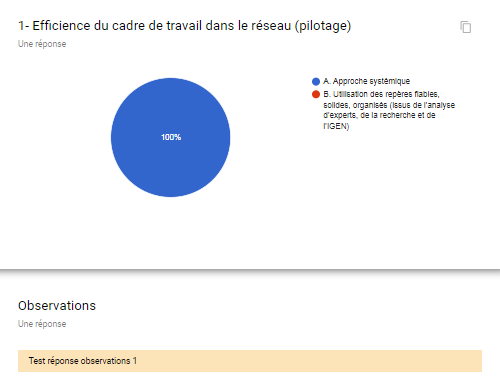 1- Efficience du cadre de travail dans le réseau (pilotage)
Une réponse
100%
A. Approche systémique
B. Utilisation des repères fiables,
solides, organisés (issus de l'analyse
d'experts, de la recherche et de
l'IGEN)
Observations
Une réponse
Test réponse observations 1